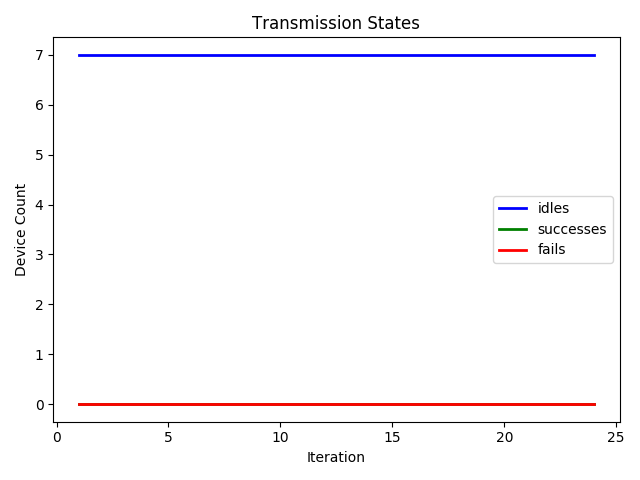 Transmission States
Device Count
7
6
5
4
3
2
1
0
idles
successes
fails
0 5 10 15 20 25
Iteration